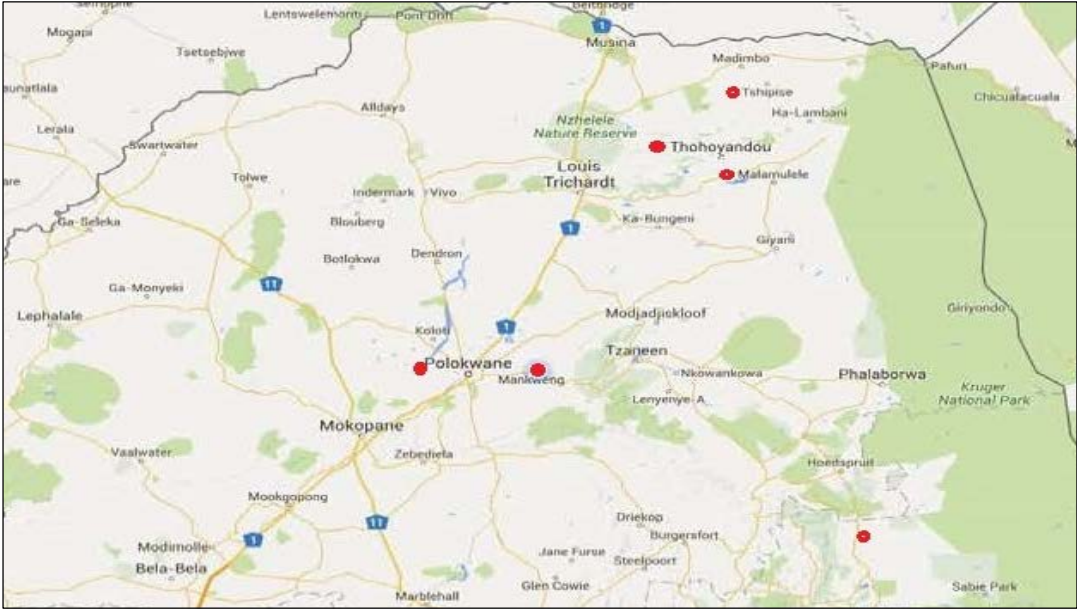 Lentswelemoriti
Pont Drift
Beitbridge
Mogapi
1
Musina
Tsetsebjwe
Madimbo
Pafuri
Tshipise
Chicualacuala
Alldays
Ha-Lambani
Nzhelele
Nature Reserve
Lerala
Swartwater
Thohoyandou
Louis
Trichardt
Malamulele
Tolwe
Indermark
Vivo
Ga-Seleka
Blouberg
Ka-Bungeni
1
Giyani
Botlokwa
Dendron
11
Ga-Monyeki
Giriyondo
Lephalale
Modjadjiskloof
1
Koloti
Tzaneen
Polokwane
Mankweng
Nkowankowa
Phalaborwa
Kruger
National Park
Lenyenye-A
Mokopane
Vaalwater
Zebediela
Hoedspruit
Mookgopong
11
Driekop
Burgersfort
1
Modimolle
Jane Furse
Steelpoort
Bela-Bela
Glen Cowie
Sabie Park
Marblehall